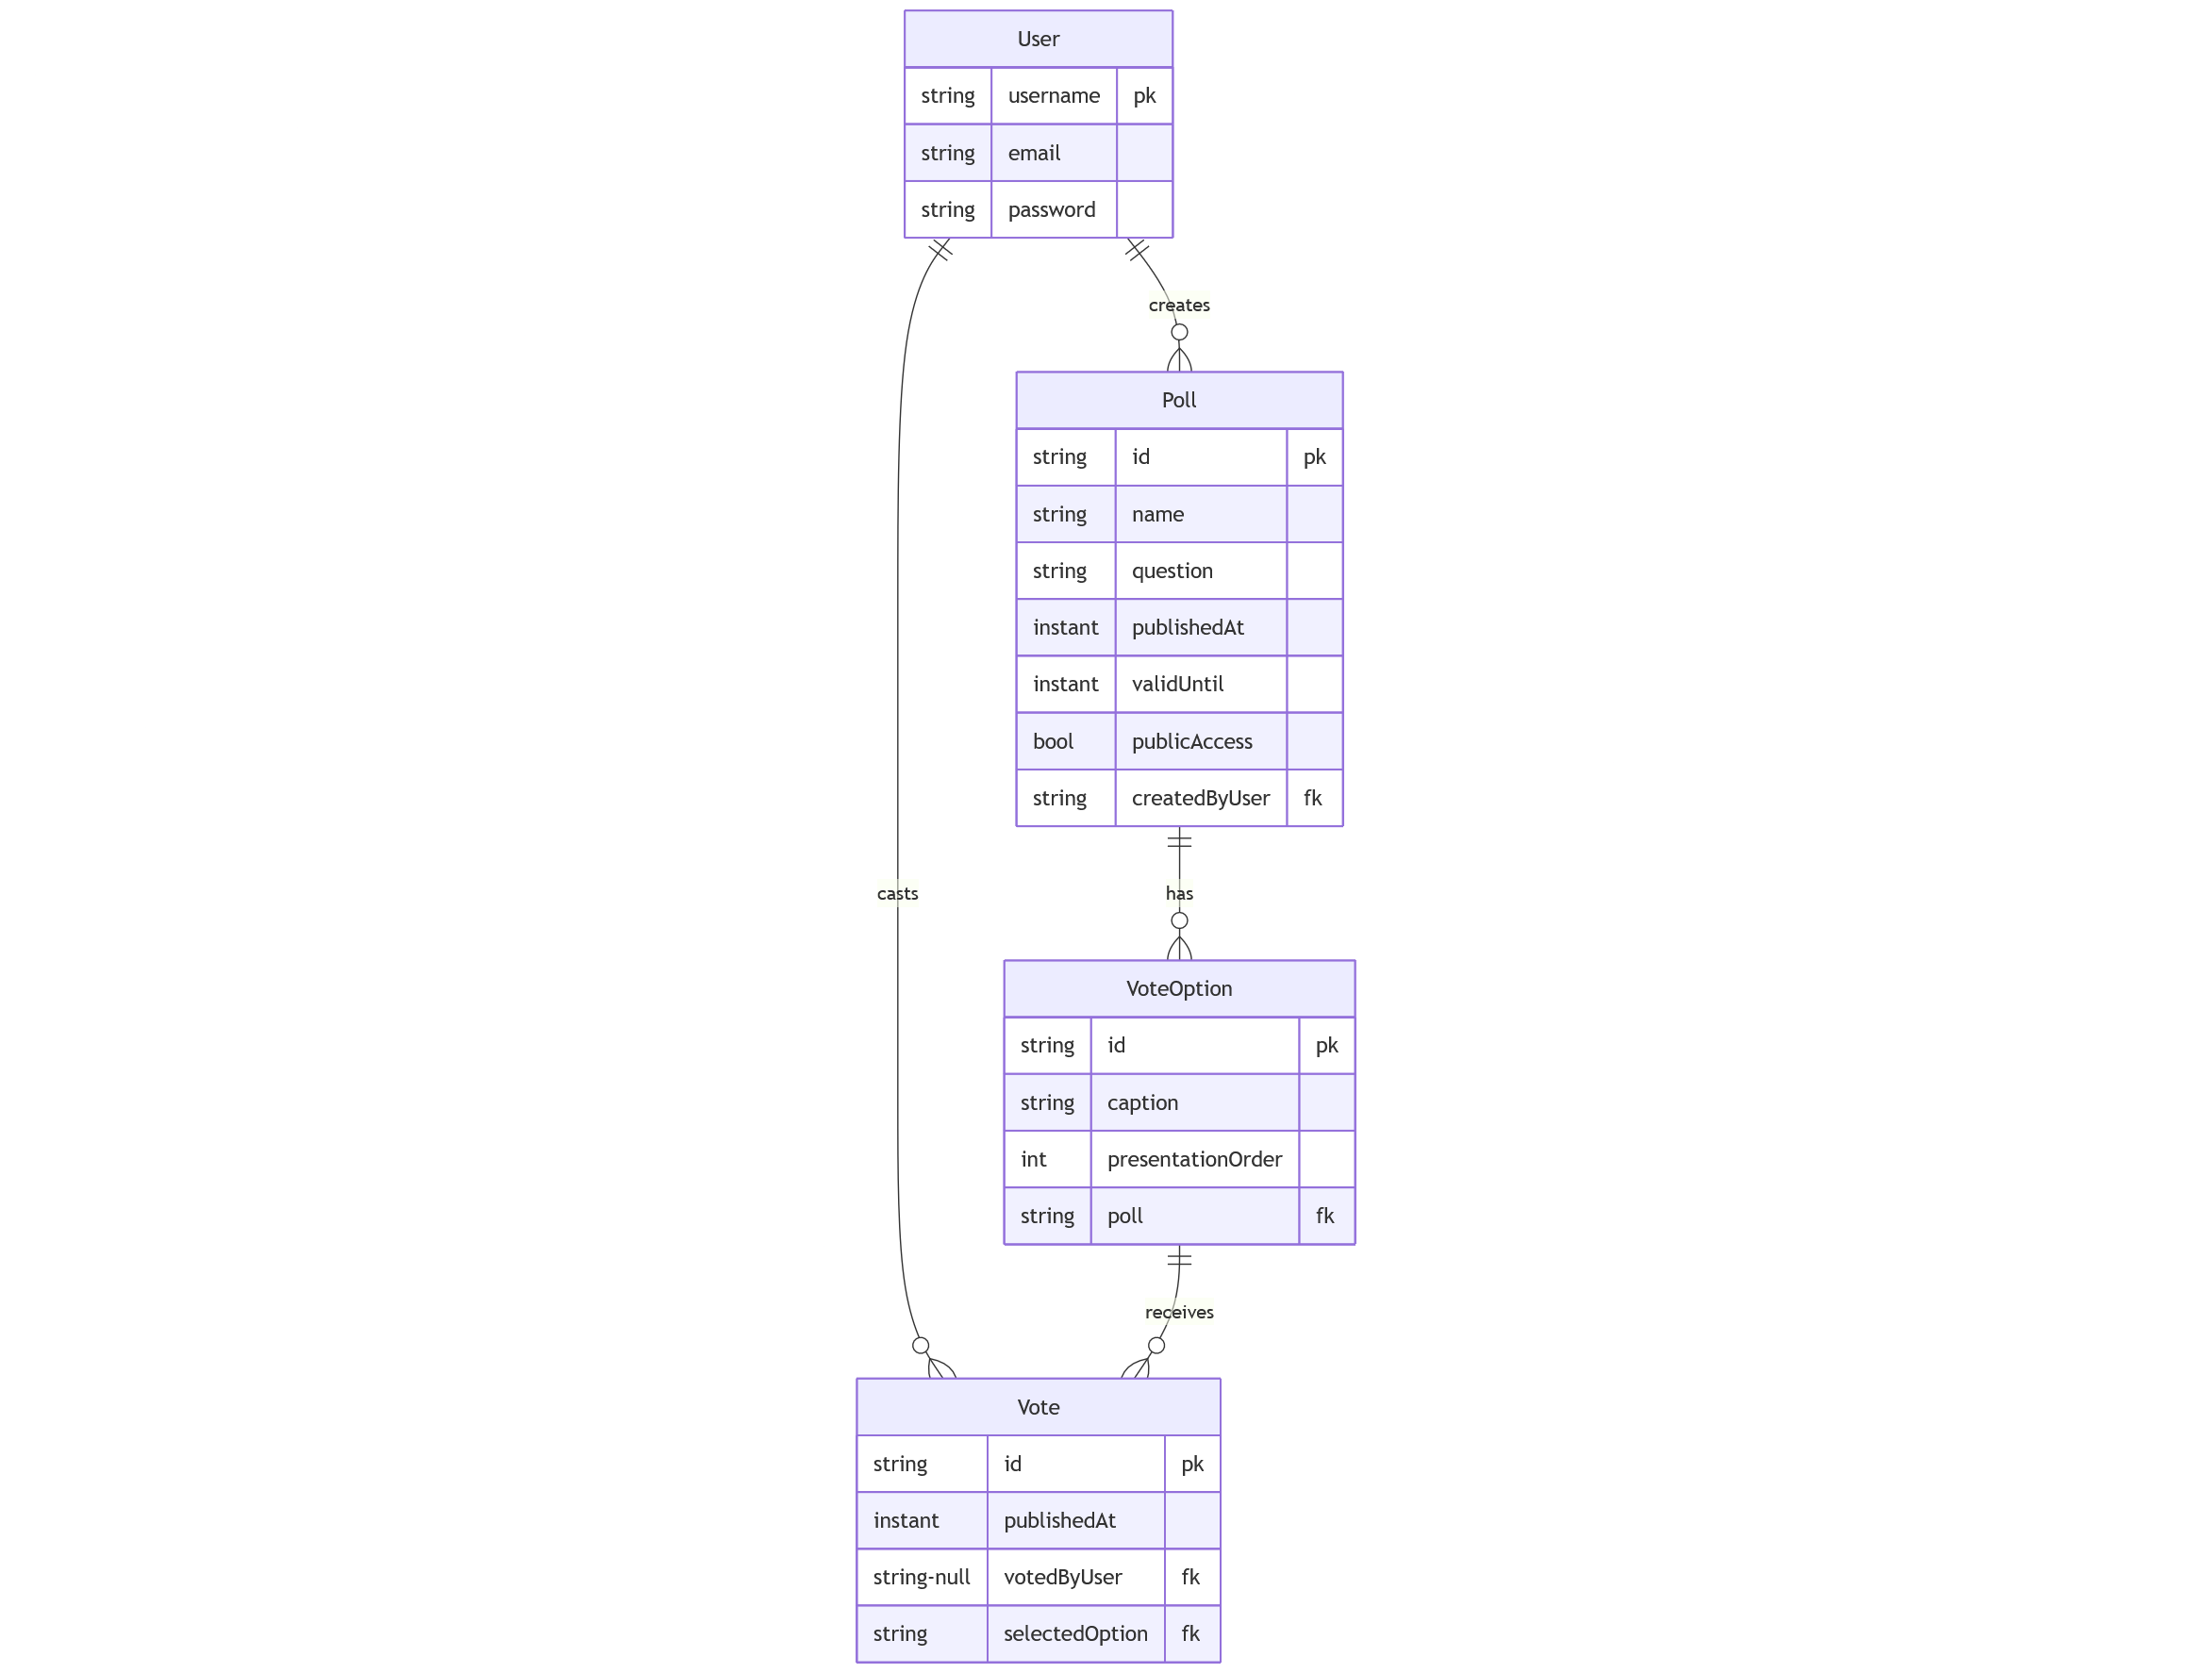 User
string username pk
string email
string password
creates
Poll
string id pk
string name
string question
instant publishedAt
instant validUntil
bool publicAccess
string createdByUser fk
casts
has
VoteOption
string id pk
string caption
int presentationOrder
string poll fk
receives
Vote
string id pk
instant publishedAt
string-null votedByUser fk
string selectedOption fk